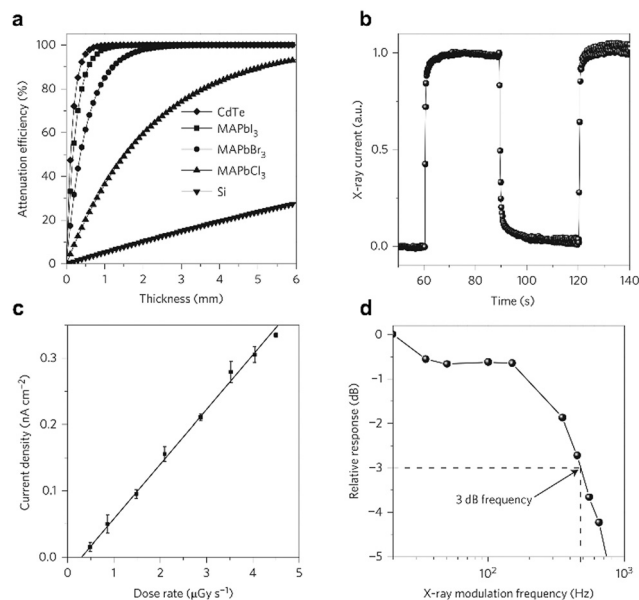 a
100
80
60
40
20
0
Attenuation efficiency (%)
CdTe
MAPbI3
MAPbBr3
MAPbCl3
Si
0 1 2 3 4 5 6
Thickness (mm)
b
1.0
0.5
0.0
X-ray current (a.u.)
60 80 100 120 140
Time (s)
c
0.3
0.2
0.1
0.0
Current density (nA cm−2)
0 1 2 3 4 5
Dose rate (μGy s−1)
d
0
−1
−2
−3
−4
−5
Relative response (dB)
3 dB frequency
10² 10³
X-ray modulation frequency (Hz)